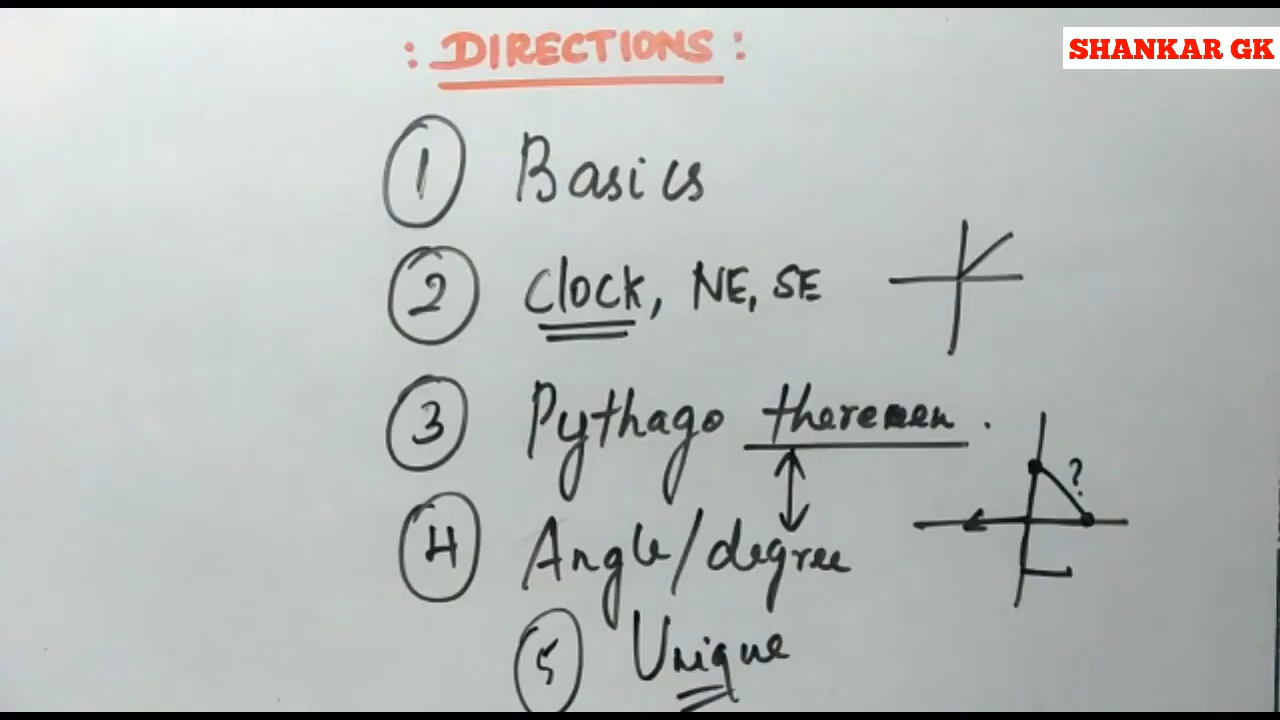 : DIRECTIONS :
SHANKAR GK
1 Basics
2 Clock, NE, SE
3 Pythago theremen.
?
4 Angle/degree
5 Unique